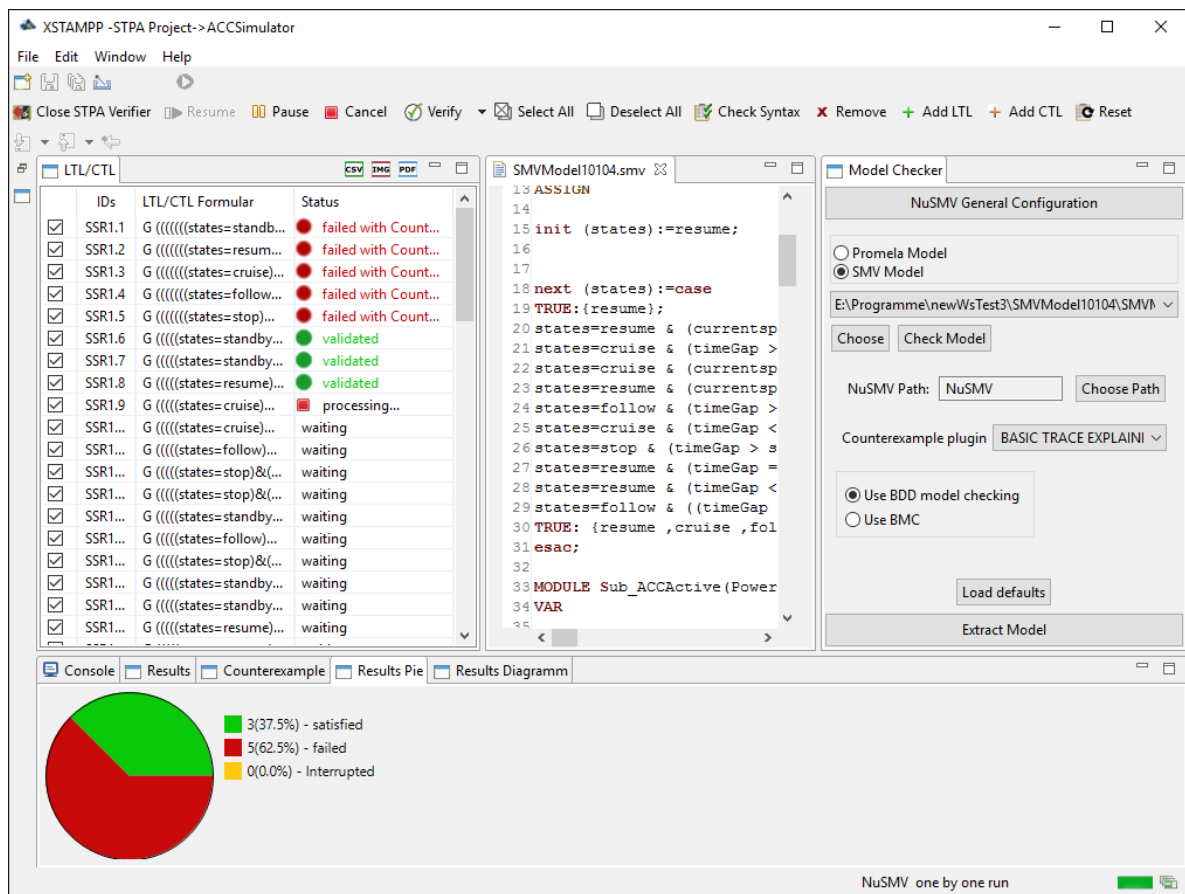 XSTAMPP -STPA Project->ACCSimulator
File Edit Window Help
Close STPA Verifier Resume Pause Cancel Verify Select All Deselect All Check Syntax Remove Add LTL Add CTL Reset
LTL/CTL CSV IMG PDF
IDs LTL/CTL Formular Status
SSR1.1 G (((((((states=standb... failed with Count...
SSR1.2 G (((((((states=resum... failed with Count...
SSR1.3 G (((((((states=cruise)... failed with Count...
SSR1.4 G (((((((states=follow... failed with Count...
SSR1.5 G (((((((states=stop)... failed with Count...
SSR1.6 G (((((states=standby... validated
SSR1.7 G (((((states=standby... validated
SSR1.8 G (((((states=resume)... validated
SSR1.9 G (((((states=cruise)... processing...
SSR1... G (((((states=cruise)... waiting
SSR1... G (((((states=follow)... waiting
SSR1... G (((((states=stop)&(... waiting
SSR1... G (((((states=stop)&(... waiting
SSR1... G (((((states=standby... waiting
SSR1... G (((((states=follow)... waiting
SSR1... G (((((states=stop)&(... waiting
SSR1... G (((((states=standby... waiting
SSR1... G (((((states=standby... waiting
SSR1... G (((((states=resume)... waiting
SMVModel10104.smv
13 ASSIGN
14
15 init (states):=resume;
16
17
18 next (states):=case
19 TRUE:{resume};
20 states=resume & (currentsp
21 states=cruise & (timeGap >
22 states=cruise & (currentsp
23 states=resume & (currentsp
24 states=follow & (timeGap >
25 states=cruise & (timeGap <
26 states=stop & (timeGap > s
27 states=resume & (timeGap =
28 states=resume & (timeGap <
29 states=follow & ((timeGap
30 TRUE: {resume ,cruise ,fol
31 esac;
32
33 MODULE Sub_ACCActive(Power
34 VAR
35
Model Checker
NuSMV General Configuration
Promela Model
SMV Model
E:\Programme\newWsTest3\SMVModel10104\SMVM
Choose Check Model
NuSMV Path: NuSMV Choose Path
Counterexample plugin BASIC TRACE EXPLAINI
Use BDD model checking
Use BMC
Load defaults
Extract Model
Console Results Counterexample Results Pie Results Diagramm
3(37.5%) - satisfied
5(62.5%) - failed
0(0.0%) - Interrupted
NuSMV one by one run